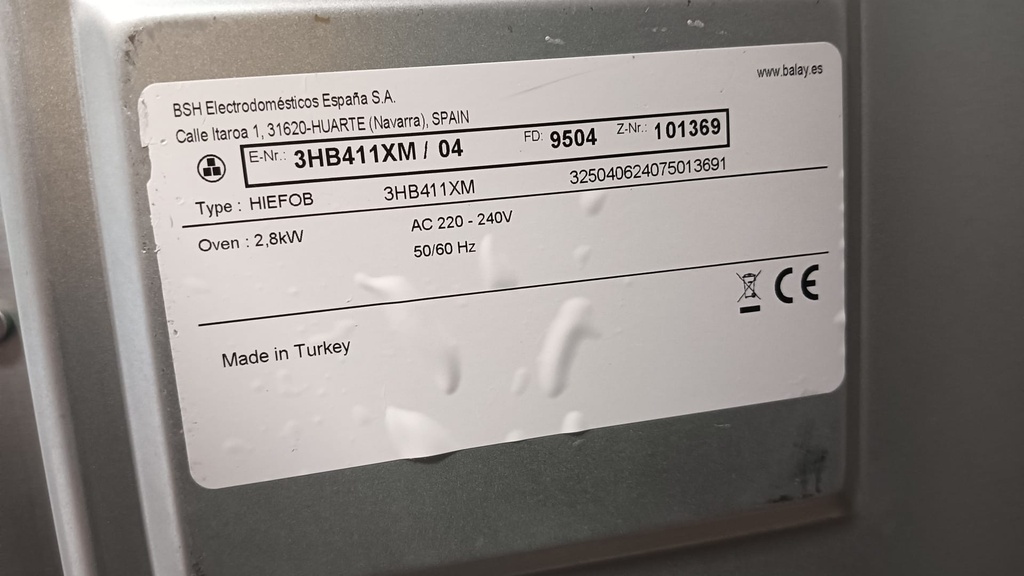 www.balay.es
BSH Electrodomésticos España S.A.
Calle Itaroa 1, 31620-HUARTE (Navarra), SPAIN
E-Nr.: 3HB411XM / 04 FD: 9504 Z-Nr.: 101369
Type : HIEFOB 3HB411XM 325040624075013691
Oven : 2,8kW AC 220 - 240V
50/60 Hz
CE
Made in Turkey